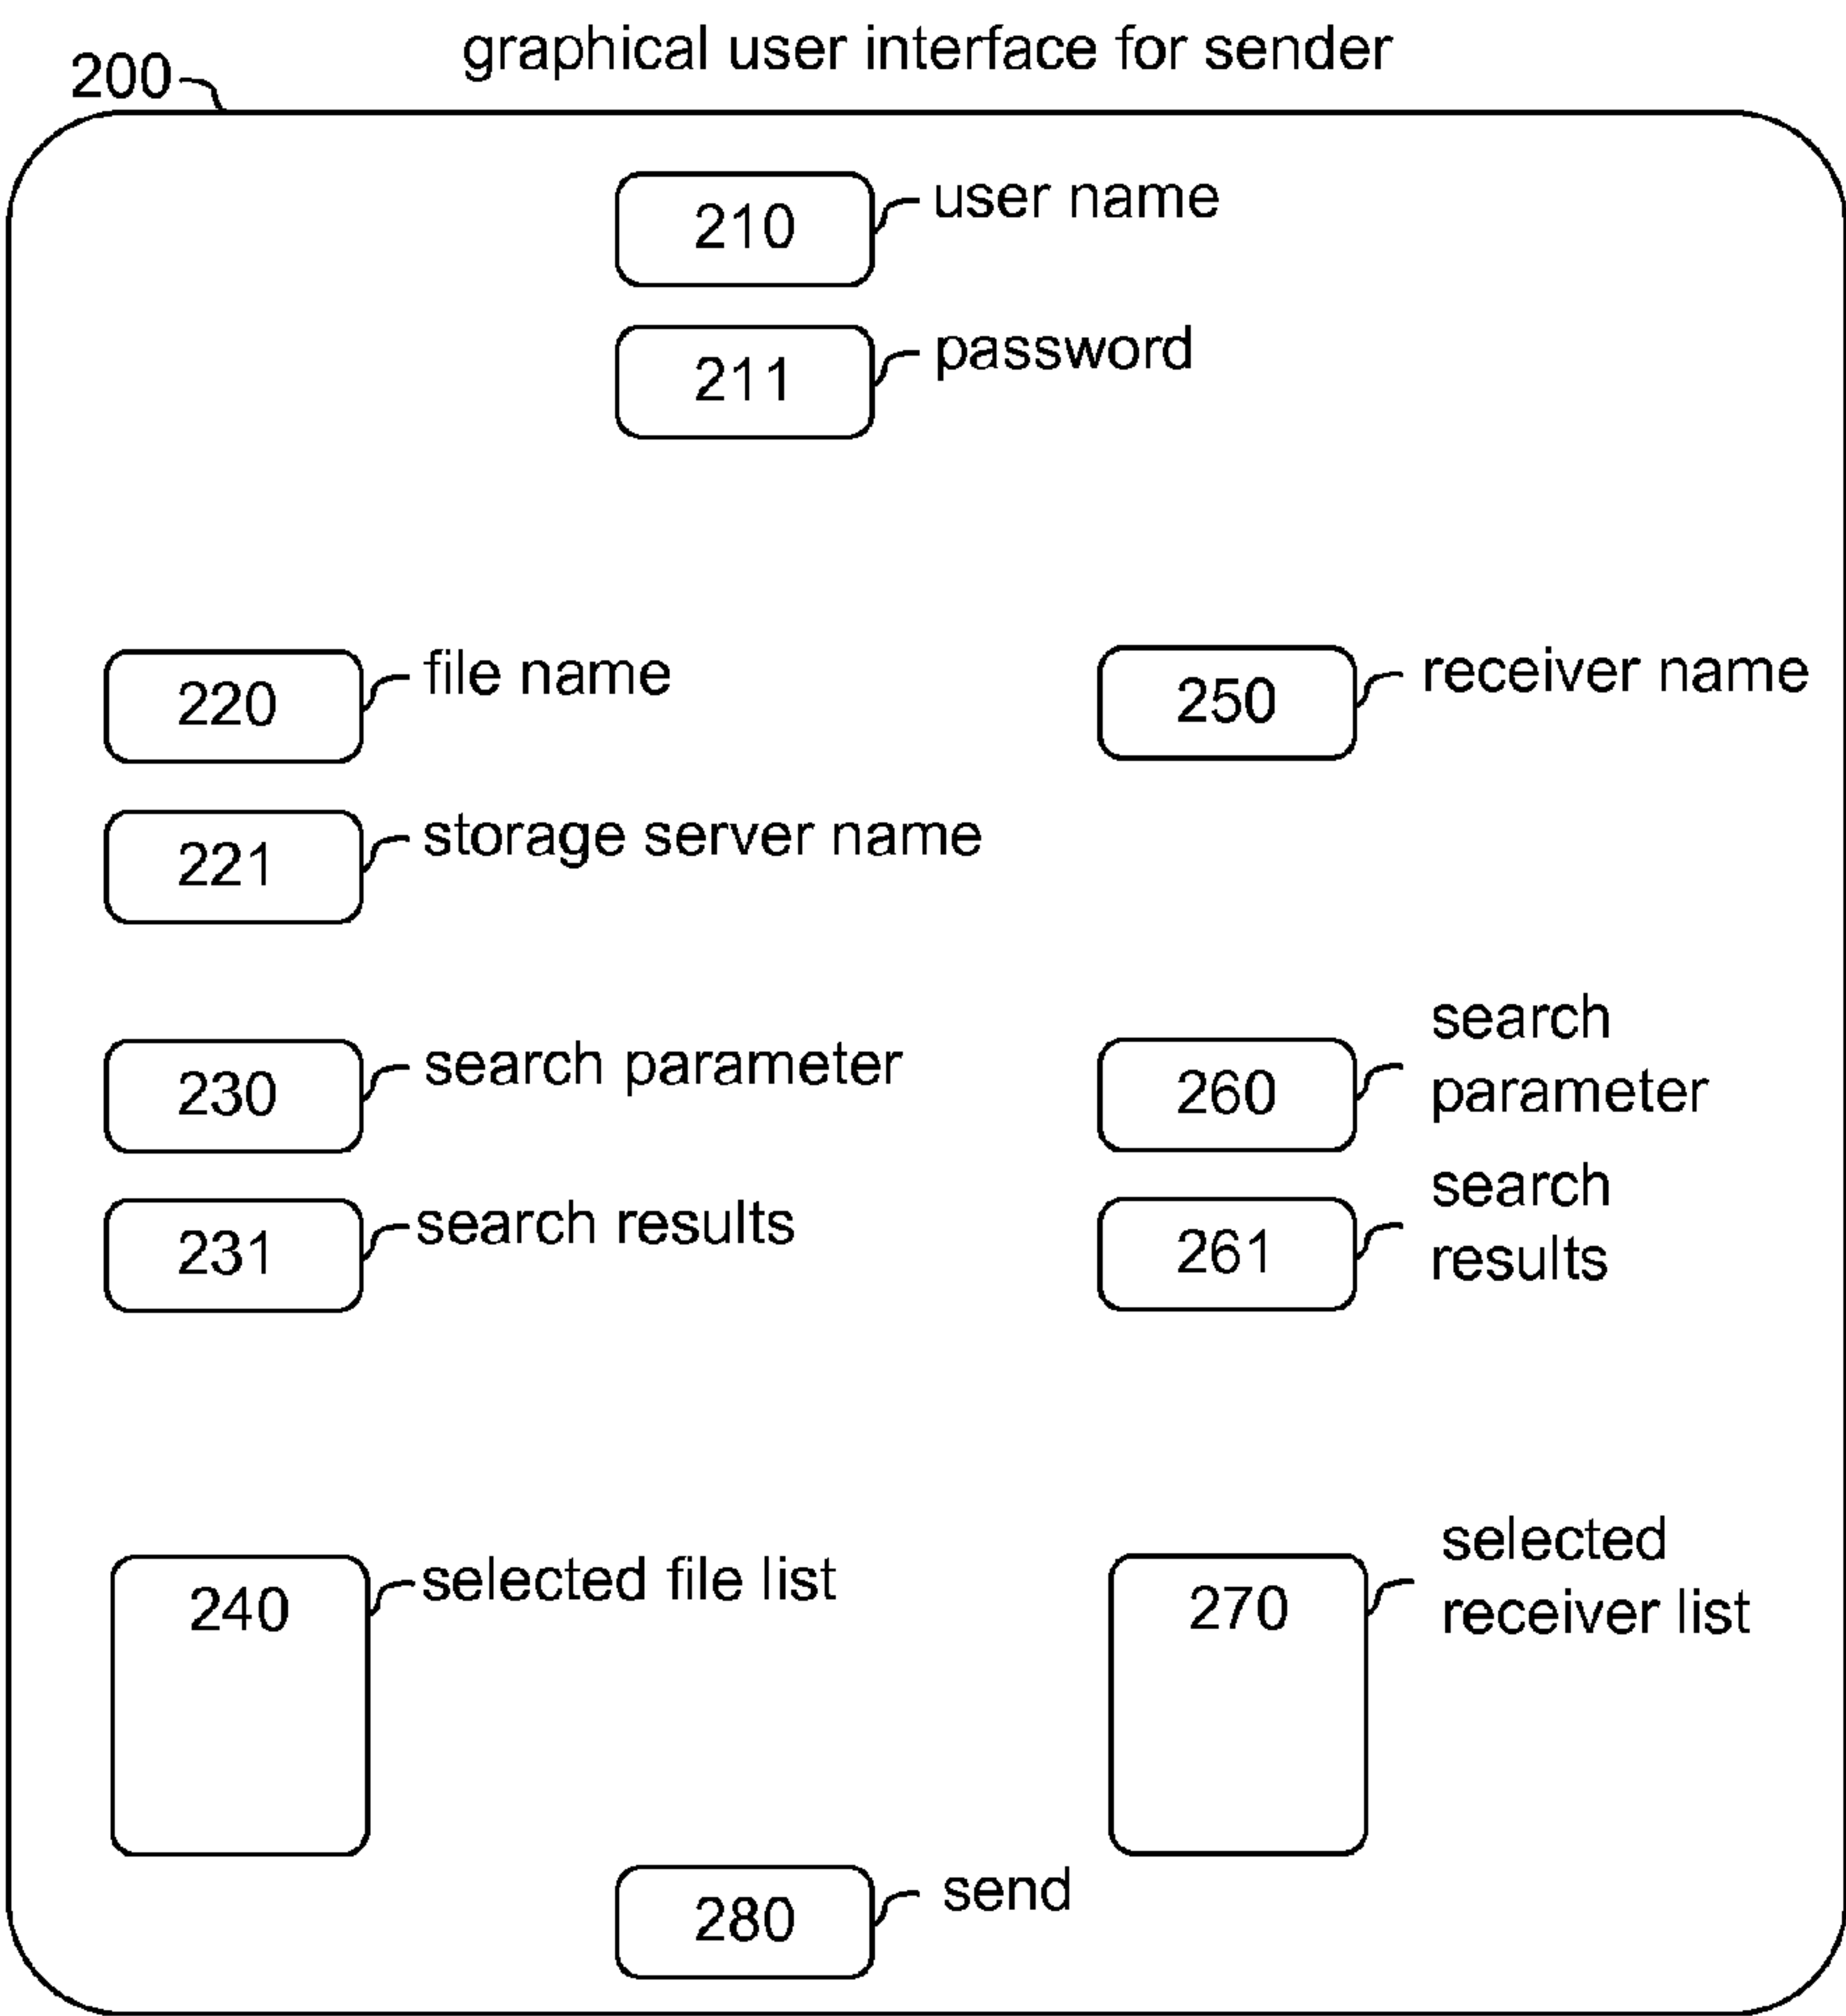 graphical user interface for sender
200
210 user name
211 password
220 file name
250 receiver name
221 storage server name
230 search parameter
260 search
parameter
231 search results
261 search
results
240 selected file list
270 selected
receiver list
280 send